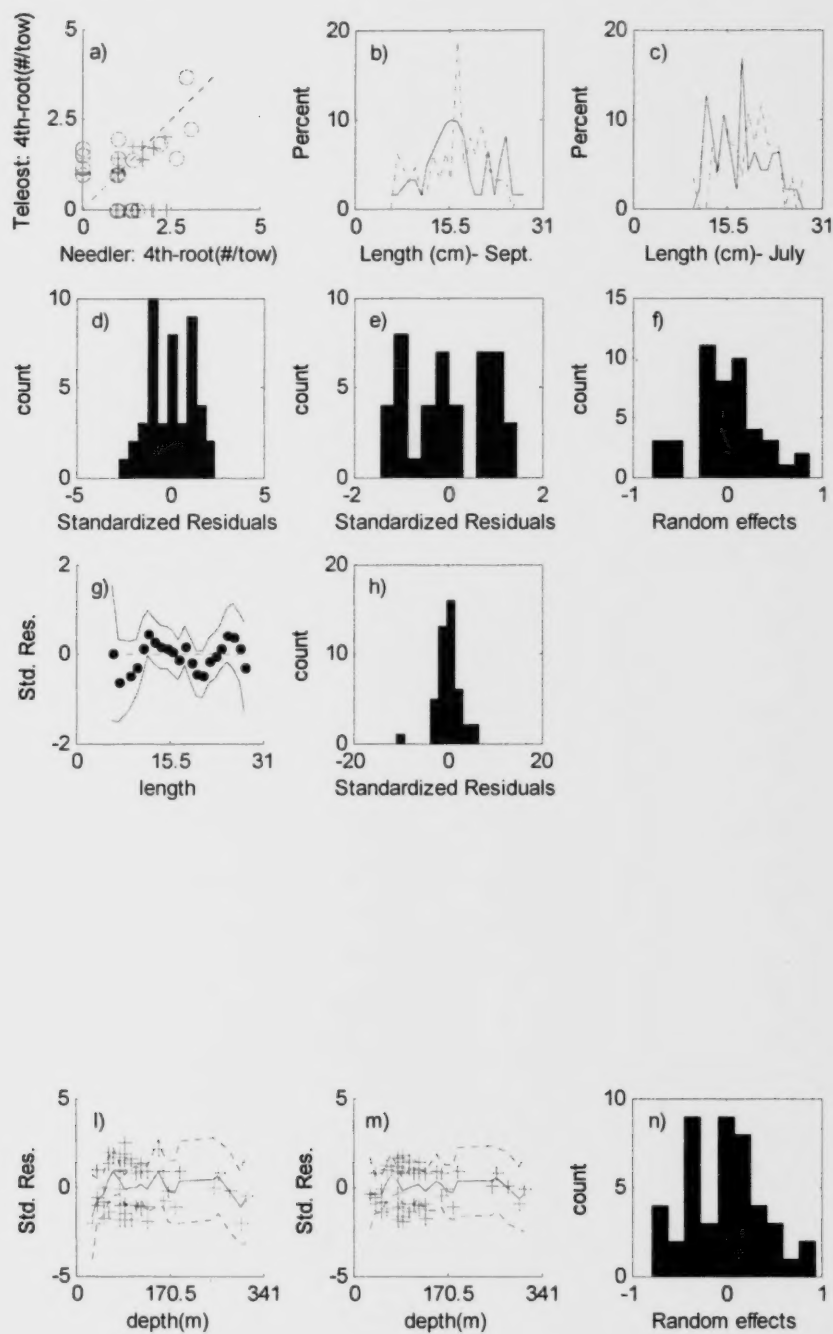 a)
5
2.5
0
Teleost: 4th-root(#/tow)
0 2.5 5
Needler: 4th-root(#/tow)
b)
20
10
0
Percent
0 15.5 31
Length (cm)- Sept.
c)
20
10
0
Percent
0 15.5 31
Length (cm)- July
d)
10
5
0
count
-5 0 5
Standardized Residuals
e)
10
5
0
count
-2 0 2
Standardized Residuals
f)
15
10
5
0
count
-1 0 1
Random effects
g)
2
0
-2
Std. Res.
0 15.5 31
length
h)
20
10
0
count
-20 0 20
Standardized Residuals
l)
5
0
-5
Std. Res.
0 170.5 341
depth(m)
m)
5
0
-5
Std. Res.
0 170.5 341
depth(m)
n)
10
5
0
count
-1 0 1
Random effects